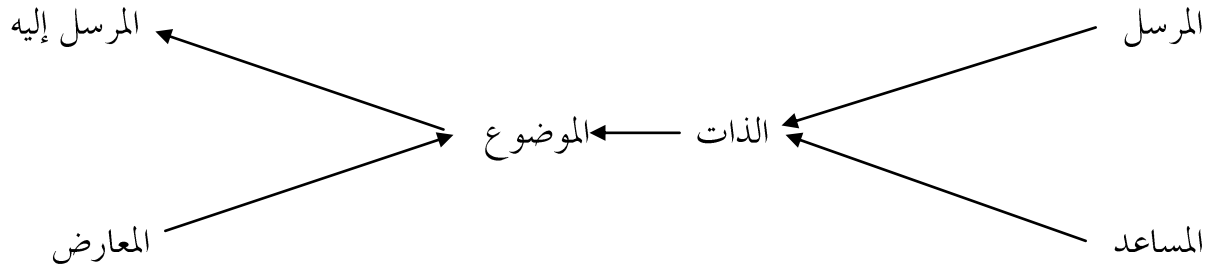 المرسل المرسل إليه
الذات الموضوع
المساعد المعارض